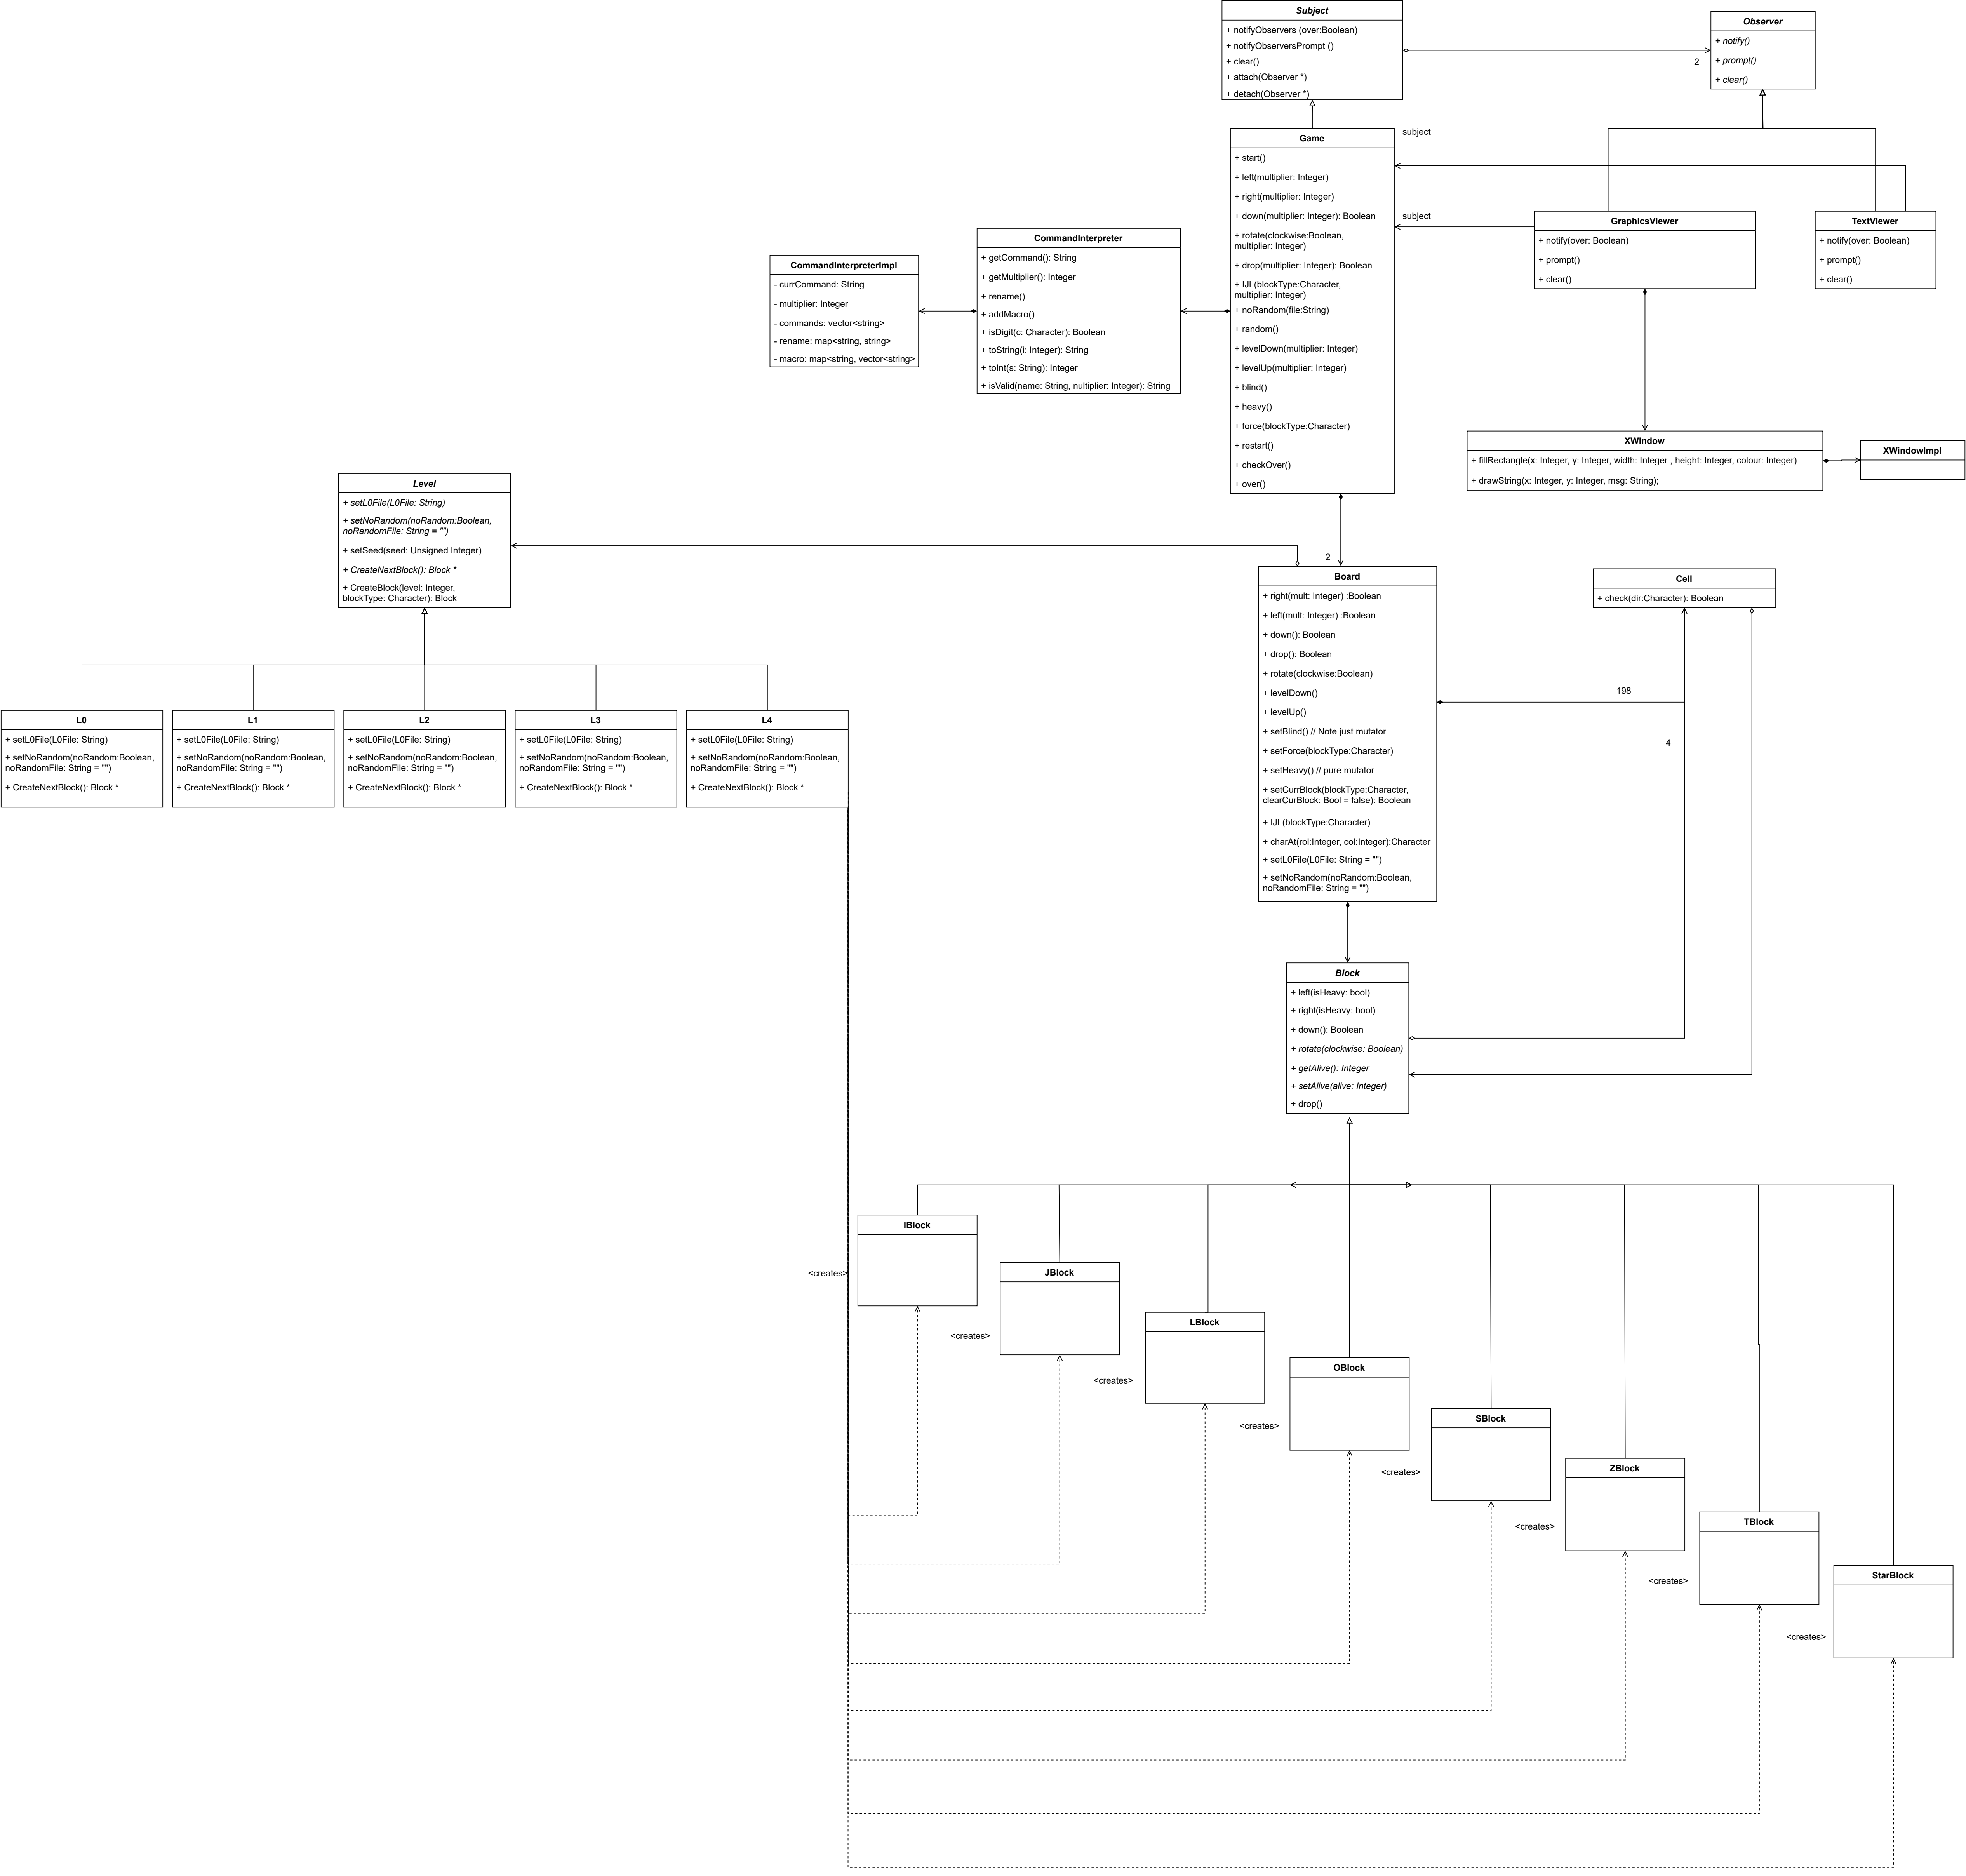 Subject
+ notifyObservers (over:Boolean)
+ notifyObserversPrompt ()
+ clear()
+ attach(Observer *)
+ detach(Observer *)
Observer
+ notify()
+ prompt()
+ clear()
2
subject
subject
Game
+ start()
+ left(multiplier: Integer)
+ right(multiplier: Integer)
+ down(multiplier: Integer): Boolean
+ rotate(clockwise:Boolean,
multiplier: Integer)
+ drop(multiplier: Integer): Boolean
+ IJL(blockType:Character,
multiplier: Integer)
+ noRandom(file:String)
+ random()
+ levelDown(multiplier: Integer)
+ levelUp(multiplier: Integer)
+ blind()
+ heavy()
+ force(blockType:Character)
+ restart()
+ checkOver()
+ over()
GraphicsViewer
+ notify(over: Boolean)
+ prompt()
+ clear()
TextViewer
+ notify(over: Boolean)
+ prompt()
+ clear()
CommandInterpreter
+ getCommand(): String
+ getMultiplier(): Integer
+ rename()
+ addMacro()
+ isDigit(c: Character): Boolean
+ toString(i: Integer): String
+ toInt(s: String): Integer
+ isValid(name: String, nultiplier: Integer): String
CommandInterpreterImpl
- currCommand: String
- multiplier: Integer
- commands: vector<string>
- rename: map<string, string>
- macro: map<string, vector<string>
XWindow
+ fillRectangle(x: Integer, y: Integer, width: Integer , height: Integer, colour: Integer)
+ drawString(x: Integer, y: Integer, msg: String);
XWindowImpl
Level
+ setL0File(L0File: String)
+ setNoRandom(noRandom:Boolean,
noRandomFile: String = "")
+ setSeed(seed: Unsigned Integer)
+ CreateNextBlock(): Block *
+ CreateBlock(level: Integer,
blockType: Character): Block
2
Board
+ right(mult: Integer) :Boolean
+ left(mult: Integer) :Boolean
+ down(): Boolean
+ drop(): Boolean
+ rotate(clockwise:Boolean)
+ levelDown()
+ levelUp()
+ setBlind() // Note just mutator
+ setForce(blockType:Character)
+ setHeavy() // pure mutator
+ setCurrBlock(blockType:Character,
clearCurBlock: Bool = false): Boolean
+ IJL(blockType:Character)
+ charAt(rol:Integer, col:Integer):Character
+ setL0File(L0File: String = "")
+ setNoRandom(noRandom:Boolean,
noRandomFile: String = "")
Cell
+ check(dir:Character): Boolean
198
4
L0
+ setL0File(L0File: String)
+ setNoRandom(noRandom:Boolean,
noRandomFile: String = "")
+ CreateNextBlock(): Block *
L1
+ setL0File(L0File: String)
+ setNoRandom(noRandom:Boolean,
noRandomFile: String = "")
+ CreateNextBlock(): Block *
L2
+ setL0File(L0File: String)
+ setNoRandom(noRandom:Boolean,
noRandomFile: String = "")
+ CreateNextBlock(): Block *
L3
+ setL0File(L0File: String)
+ setNoRandom(noRandom:Boolean,
noRandomFile: String = "")
+ CreateNextBlock(): Block *
L4
+ setL0File(L0File: String)
+ setNoRandom(noRandom:Boolean,
noRandomFile: String = "")
+ CreateNextBlock(): Block *
Block
+ left(isHeavy: bool)
+ right(isHeavy: bool)
+ down(): Boolean
+ rotate(clockwise: Boolean)
+ getAlive(): Integer
+ setAlive(alive: Integer)
+ drop()
IBlock
<creates>
JBlock
<creates>
LBlock
<creates>
OBlock
<creates>
SBlock
<creates>
ZBlock
<creates>
TBlock
<creates>
StarBlock
<creates>